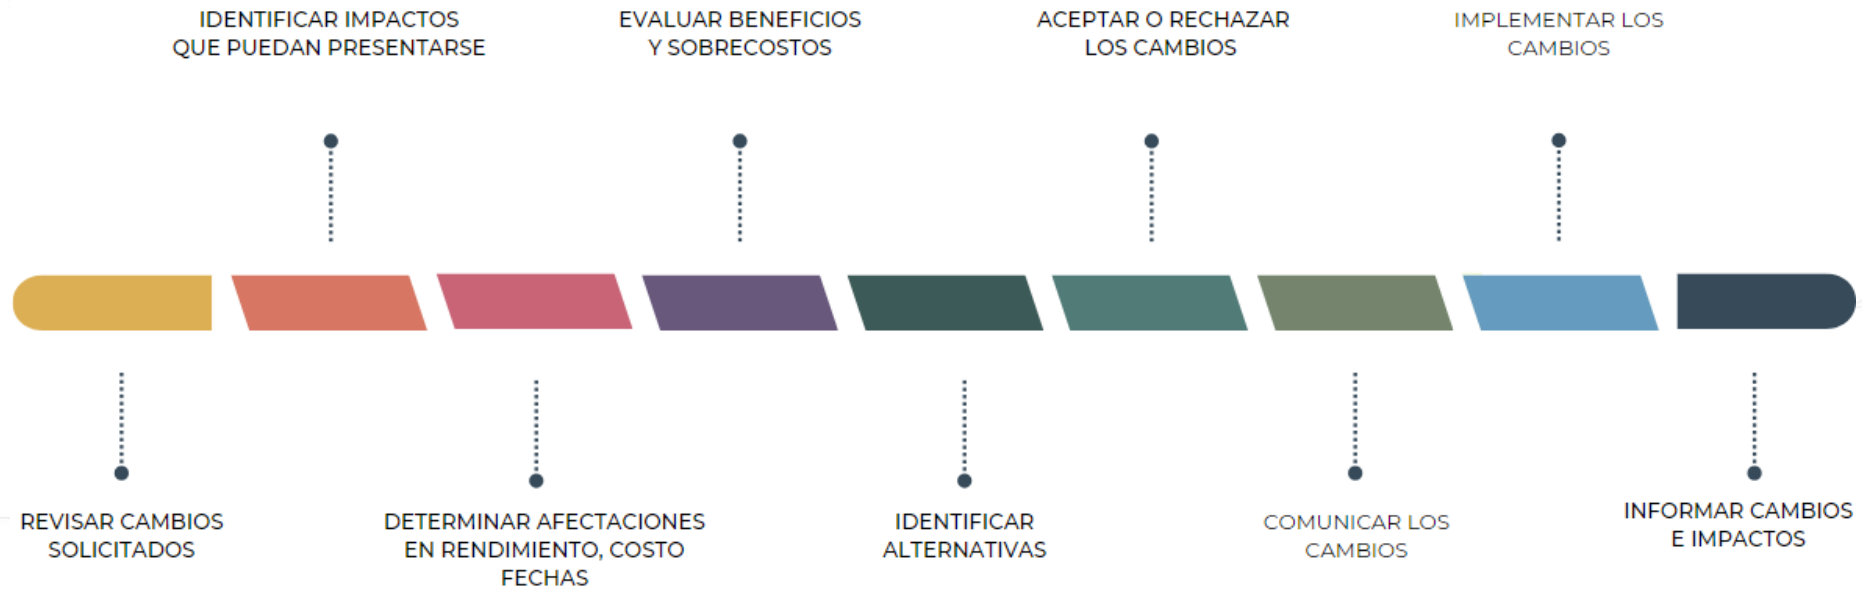 IDENTIFICAR IMPACTOS
QUE PUEDAN PRESENTARSE
EVALUAR BENEFICIOS
Y SOBRECOSTOS
ACEPTAR O RECHAZAR
LOS CAMBIOS
IMPLEMENTAR LOS
CAMBIOS
REVISAR CAMBIOS
SOLICITADOS
DETERMINAR AFECTACIONES
EN RENDIMIENTO, COSTO
FECHAS
IDENTIFICAR
ALTERNATIVAS
COMUNICAR LOS
CAMBIOS
INFORMAR CAMBIOS
E IMPACTOS